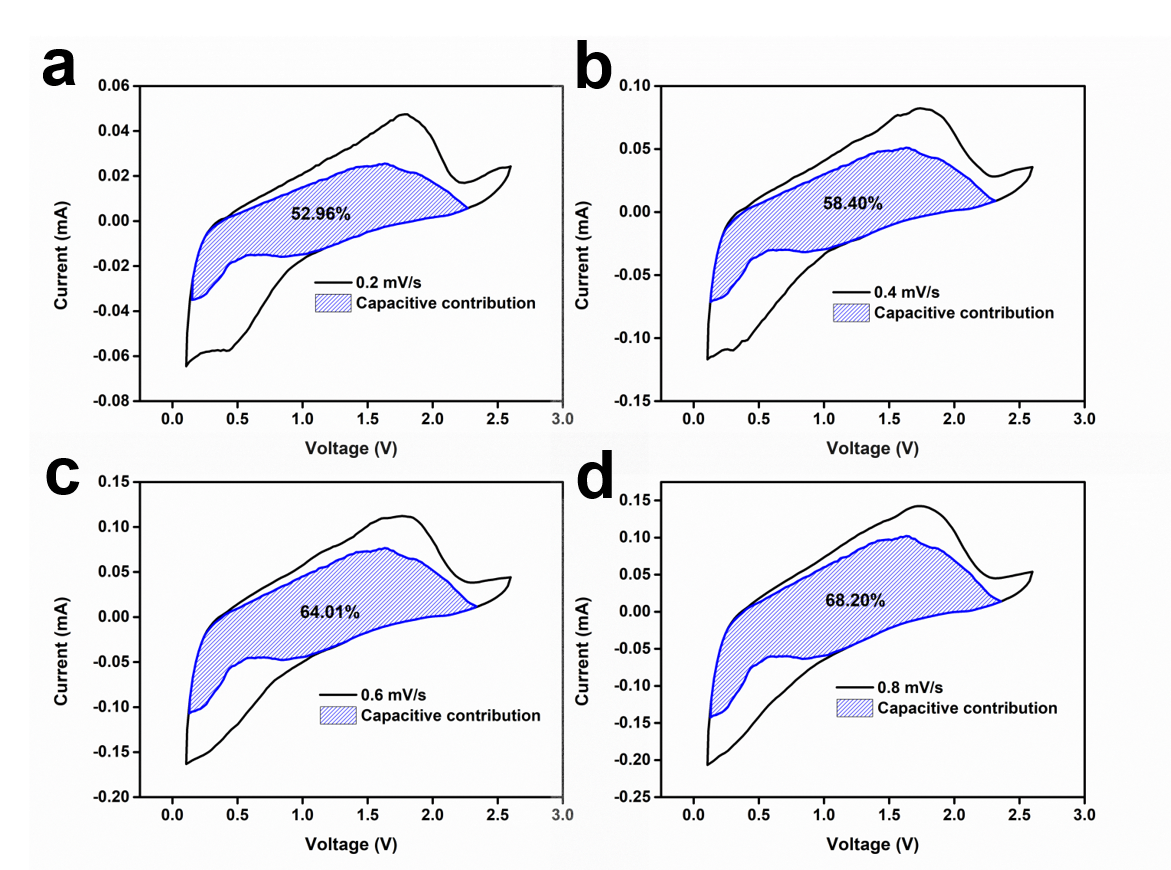 a
0.06
0.04
0.02
0.00
-0.02
-0.04
-0.06
-0.08
Current (mA)
52.96%
0.2 mV/s
Capacitive contribution
0.0 0.5 1.0 1.5 2.0 2.5 3.0
Voltage (V)
b
0.10
0.05
0.00
-0.05
-0.10
-0.15
Current (mA)
58.40%
0.4 mV/s
Capacitive contribution
0.0 0.5 1.0 1.5 2.0 2.5 3.0
Voltage (V)
c
0.15
0.10
0.05
0.00
-0.05
-0.10
-0.15
-0.20
Current (mA)
64.01%
0.6 mV/s
Capacitive contribution
0.0 0.5 1.0 1.5 2.0 2.5 3.0
Voltage (V)
d
0.15
0.10
0.05
0.00
-0.05
-0.10
-0.15
-0.20
-0.25
Current (mA)
68.20%
0.8 mV/s
Capacitive contribution
0.0 0.5 1.0 1.5 2.0 2.5 3.0
Voltage (V)